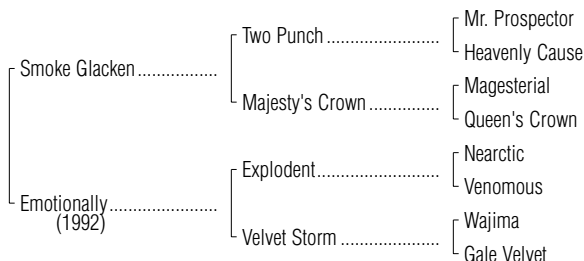 Mr. Prospector
Two Punch
Heavenly Cause
Smoke Glacken
Magesterial
Majesty's Crown
Queen's Crown
Nearctic
Explodent
Venomous
Emotionally
(1992)
Wajima
Velvet Storm
Gale Velvet